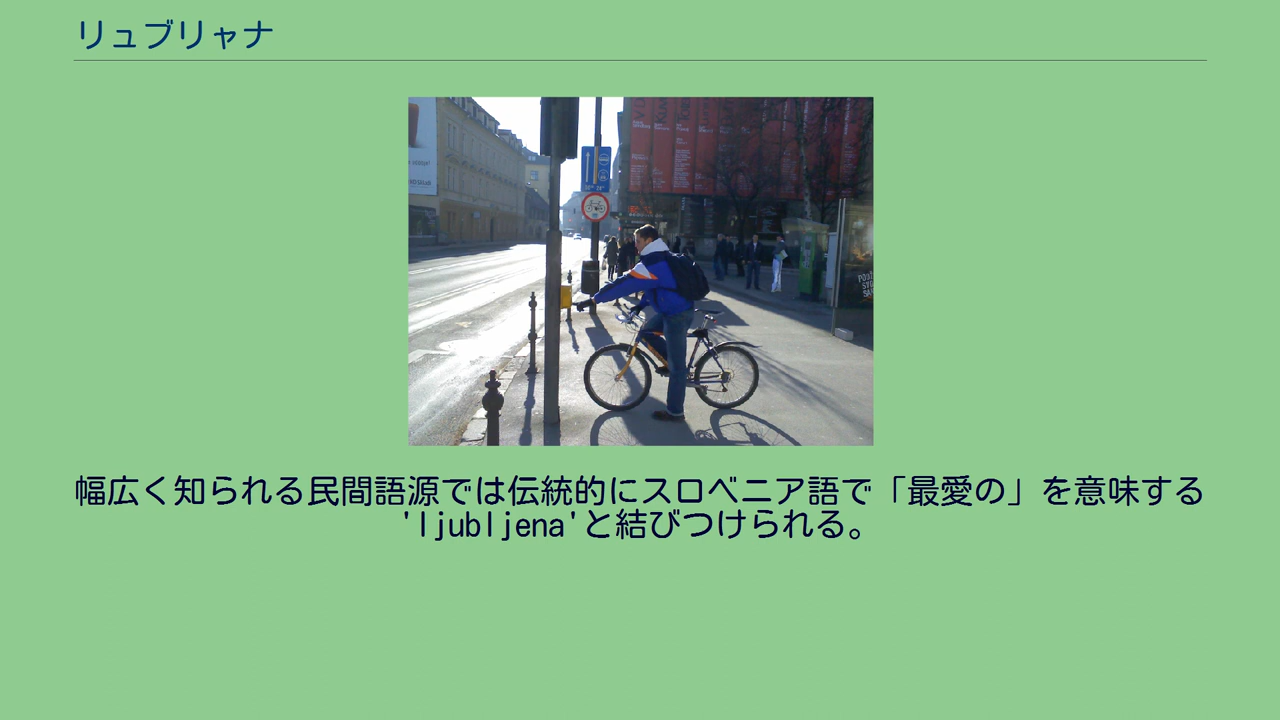 リュブリャナ
幅広く知られる民間語源では伝統的にスロベニア語で「最愛の」を意味する
'ljubljena'と結びつけられる。